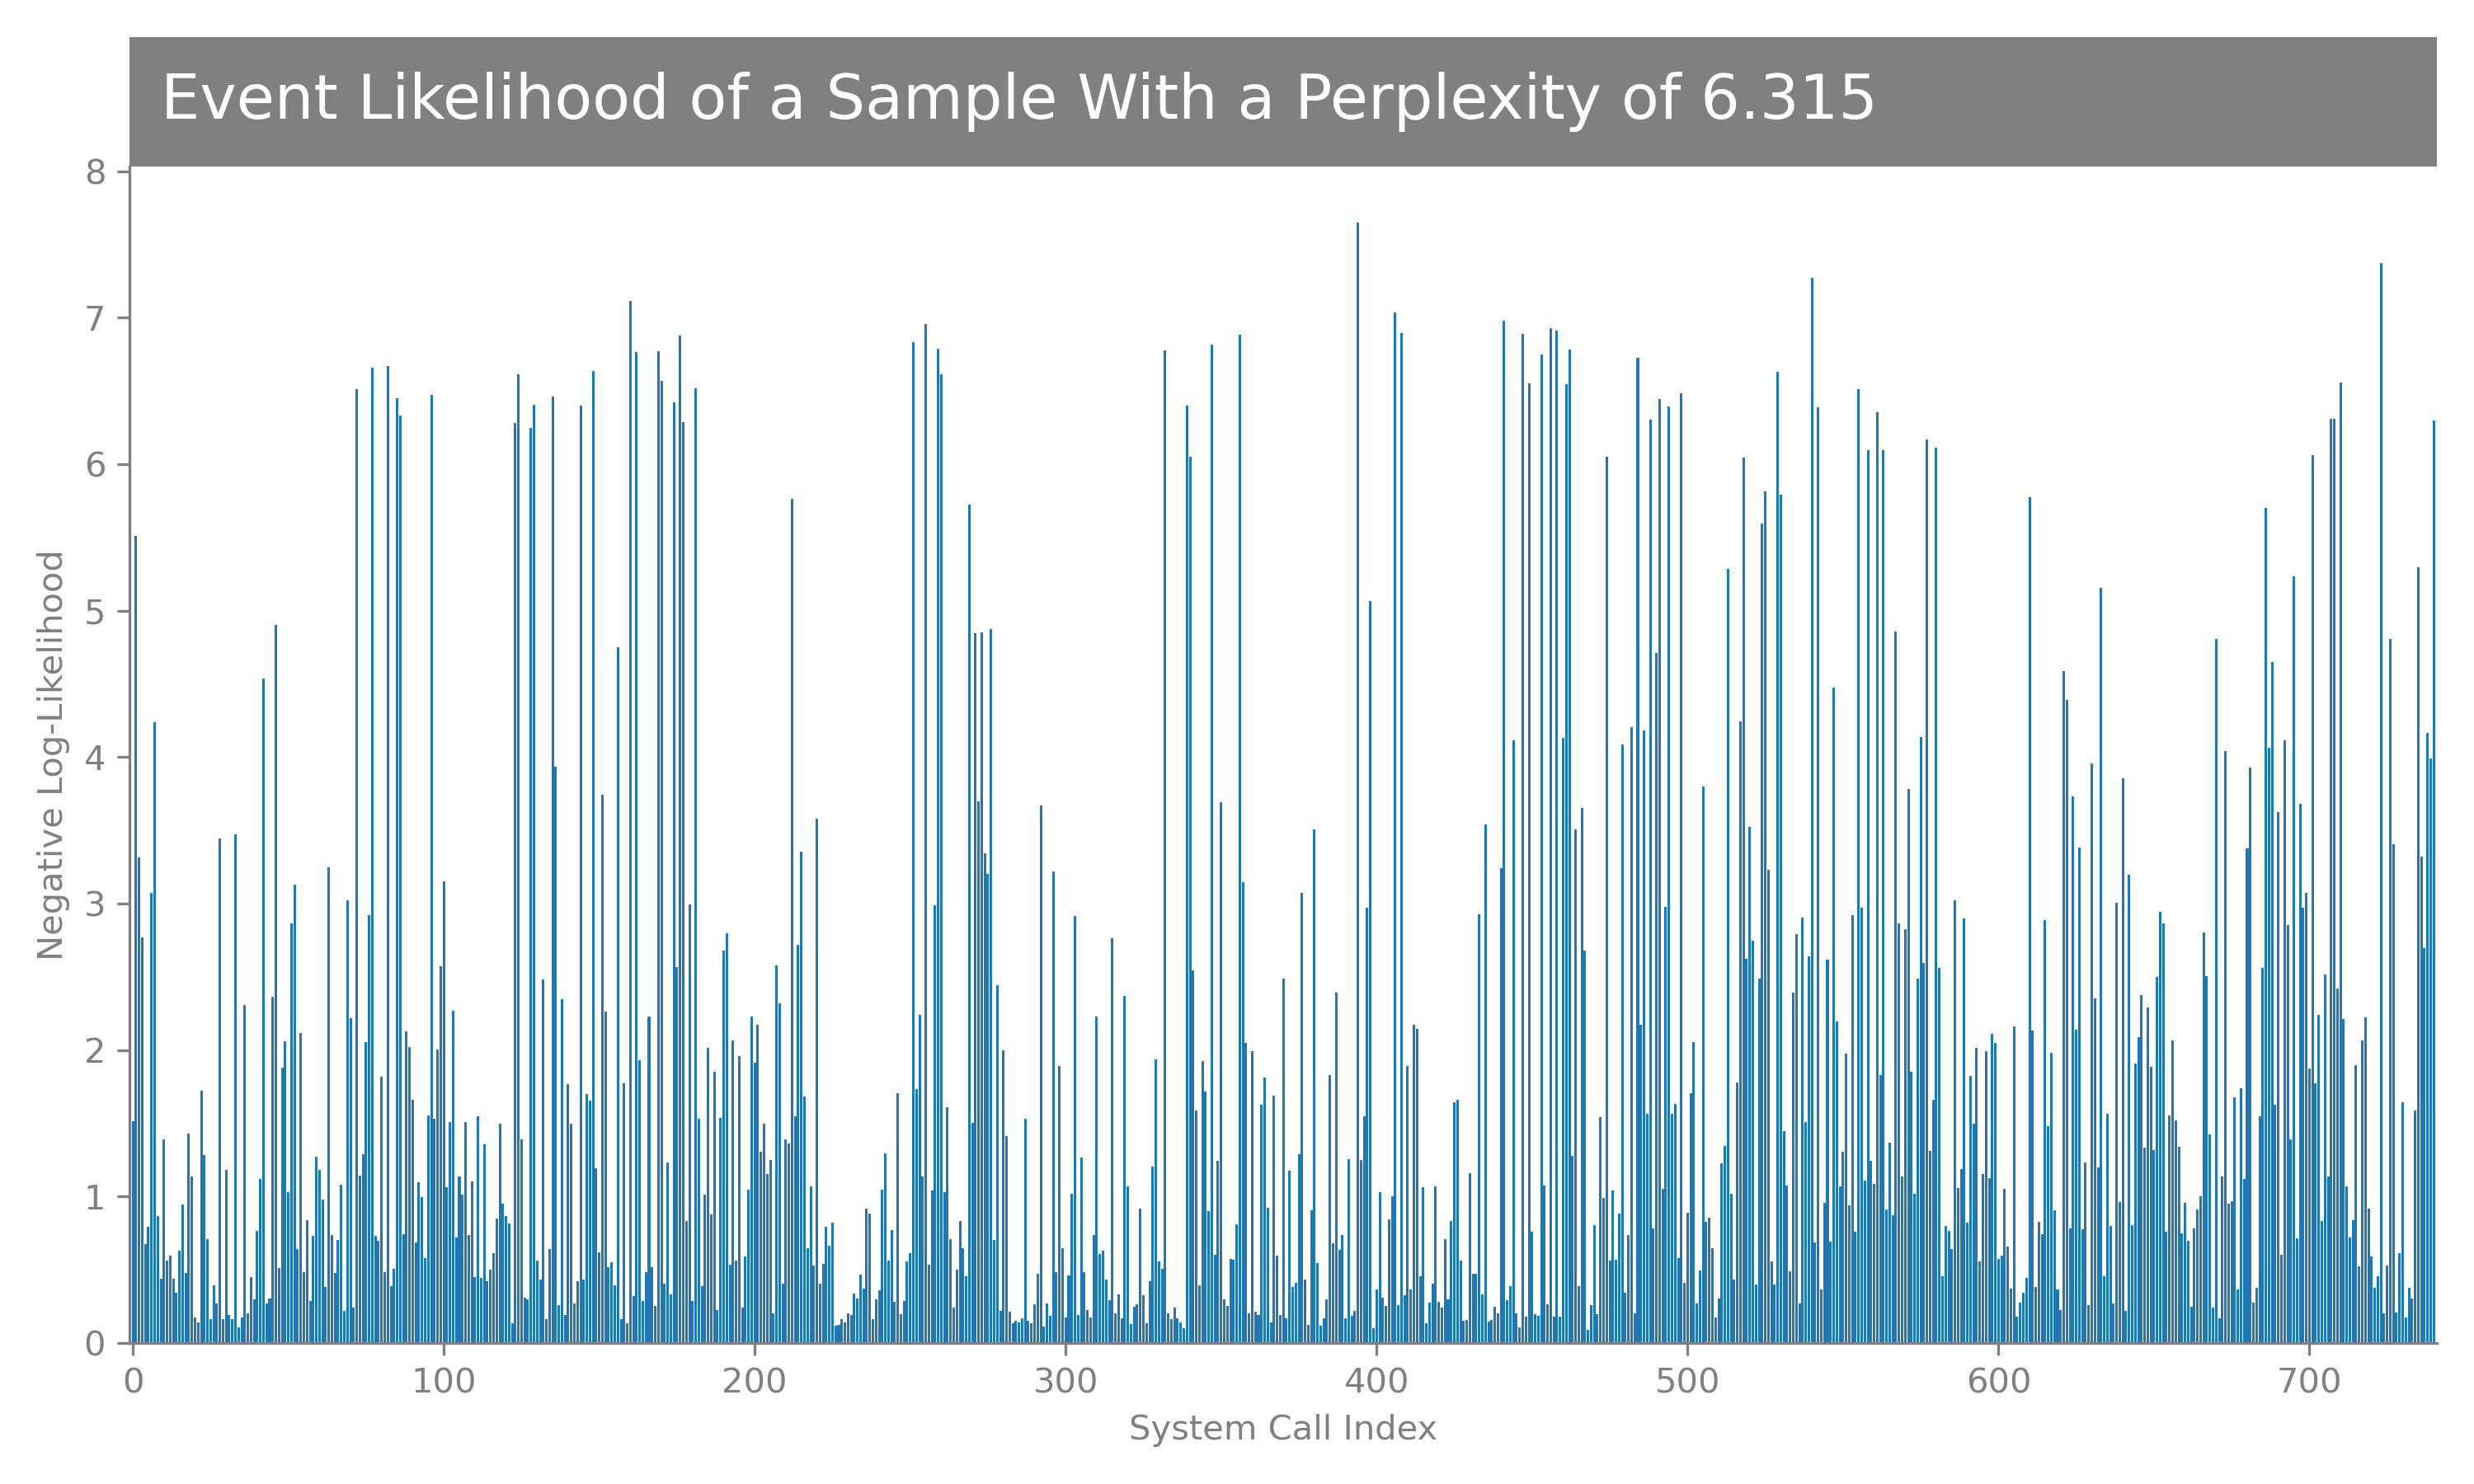 Event Likelihood of a Sample With a Perplexity of 6.315
8
7
6
5
4
3
2
1
0
Negative Log-Likelihood
0 100 200 300 400 500 600 700
System Call Index